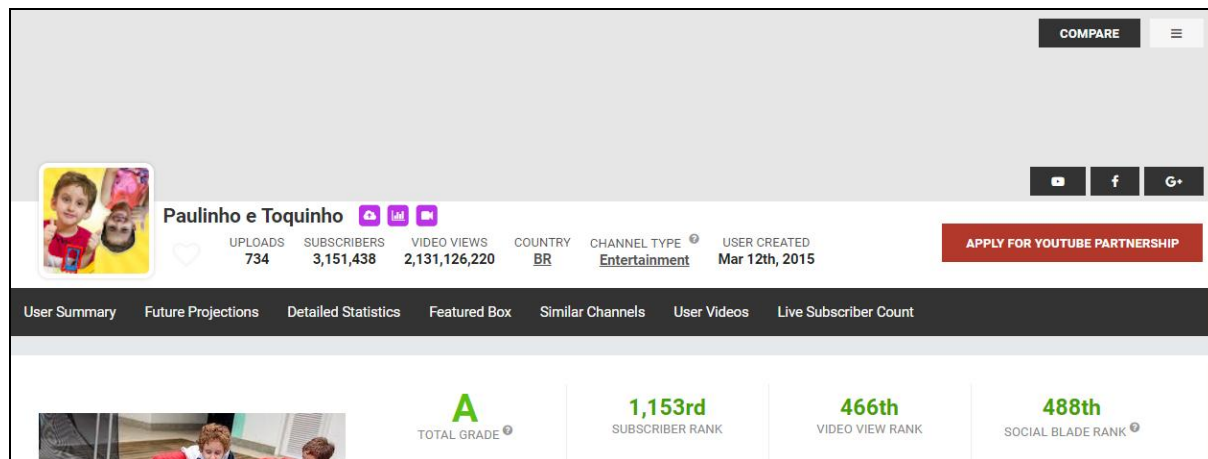 COMPARE
Paulinho e Toquinho
UPLOADS SUBSCRIBERS VIDEO VIEWS COUNTRY CHANNEL TYPE USER CREATED
734 3,151,438 2,131,126,220 BR Entertainment Mar 12th, 2015
APPLY FOR YOUTUBE PARTNERSHIP
User Summary Future Projections Detailed Statistics Featured Box Similar Channels User Videos Live Subscriber Count
A 1,153rd 466th 488th
TOTAL GRADE SUBSCRIBER RANK VIDEO VIEW RANK SOCIAL BLADE RANK